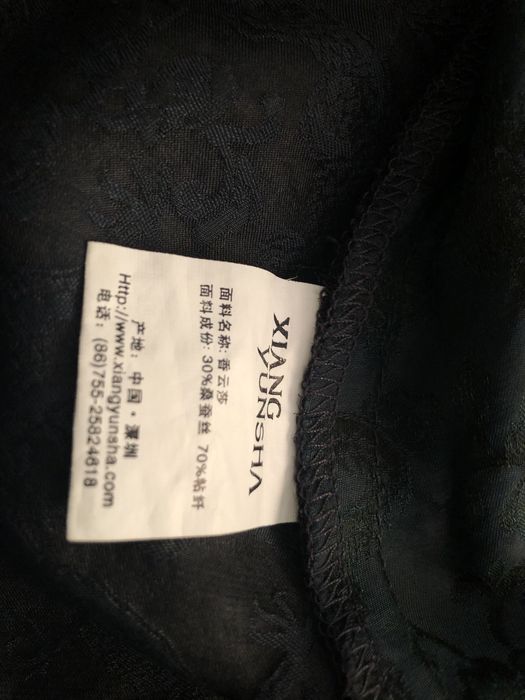 XIANG
YUNSHA
面料名称: 香云莎
面料成份: 30%桑蚕丝 70%粘纤
产地: 中国·深圳
Http://www.xiangyunsha.com
电话: (86)755-25824618